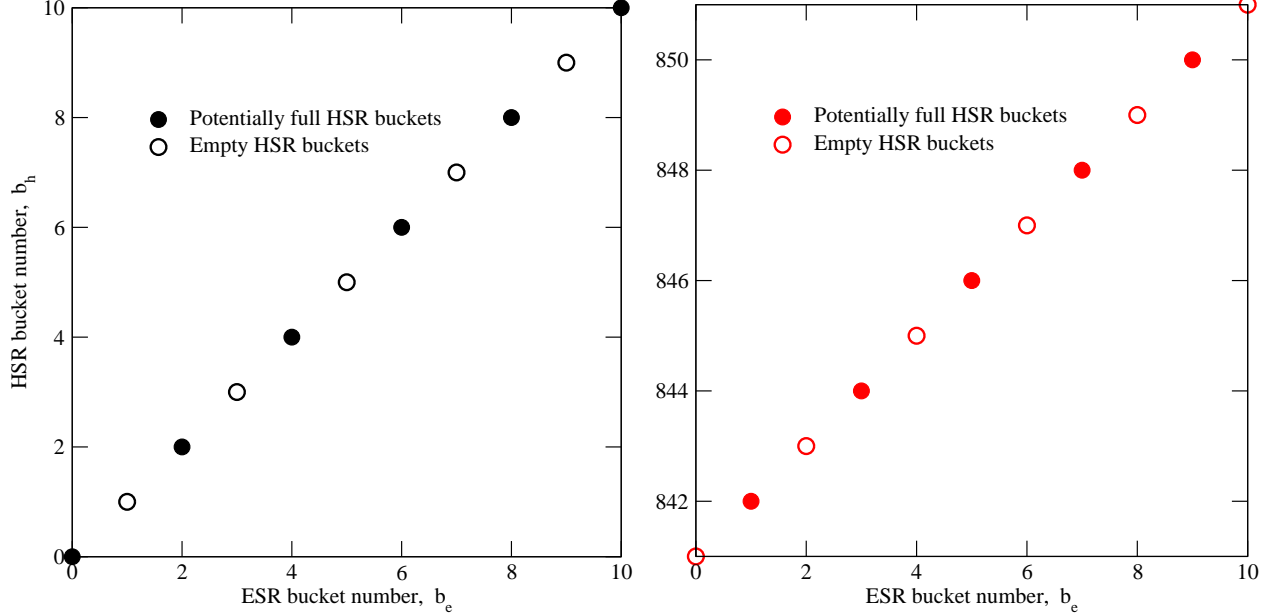 10
8
6
4
2
0
HSR bucket number, b_h
Potentially full HSR buckets
Empty HSR buckets
0 2 4 6 8 10
ESR bucket number, b_e
850
848
846
844
842
Potentially full HSR buckets
Empty HSR buckets
0 2 4 6 8 10
ESR bucket number, b_e